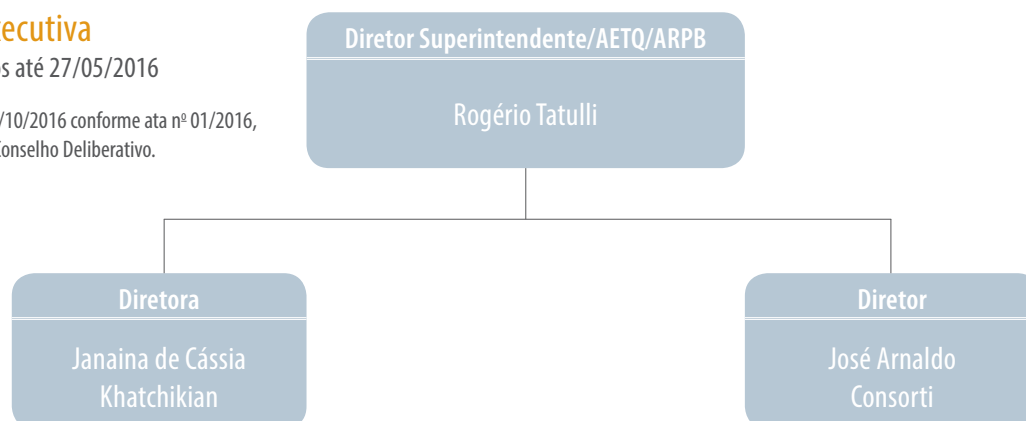 ecutiva
s até 27/05/2016
/10/2016 conforme ata nº 01/2016,
onselho Deliberativo.
Diretor Superintendente/AETQ/ARPB
Rogério Tatulli
Diretora
Janaina de Cássia
Khatchikian
Diretor
José Arnaldo
Consorti